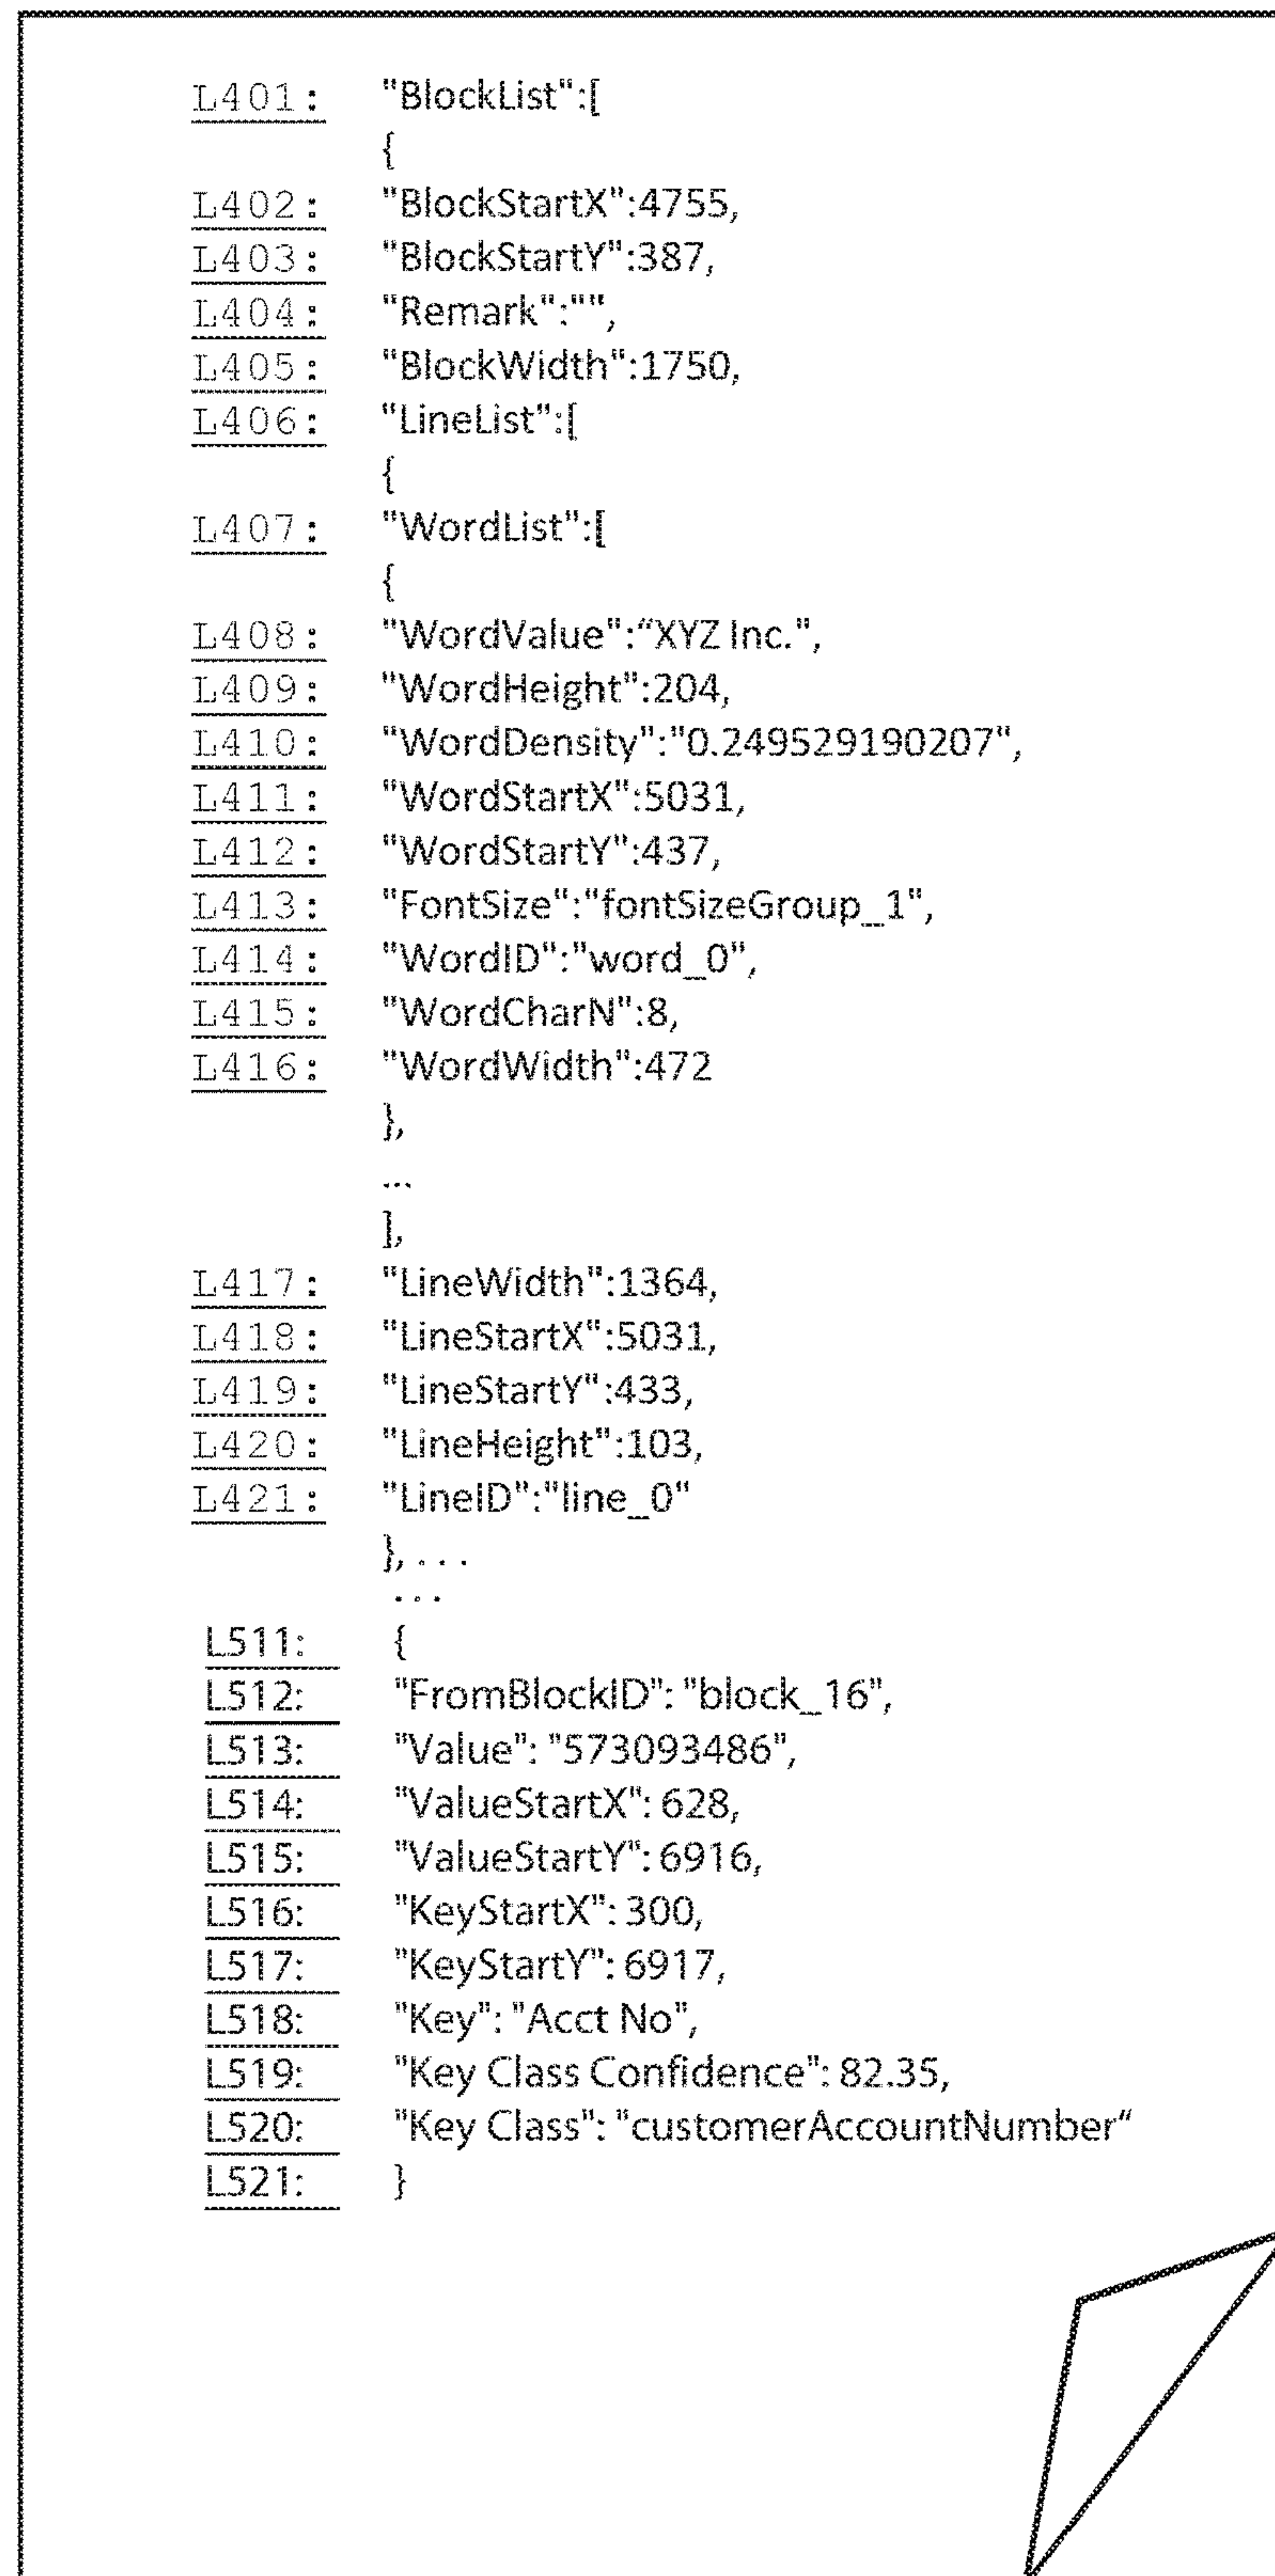 L401: "BlockList":[
{
L402: "BlockStartX":4755,
L403: "BlockStartY":387,
L404: "Remark":"",
L405: "BlockWidth":1750,
L406: "LineList":[
{
L407: "WordList":[
{
L408: "WordValue":“XYZ Inc.",
L409: "WordHeight":204,
L410: "WordDensity":"0.249529190207",
L411: "WordStartX":5031,
L412: "WordStartY":437,
L413: "FontSize":"fontSizeGroup_1",
L414: "WordID":"word_0",
L415: "WordCharN":8,
L416: "WordWidth":472
},
...
],
L417: "LineWidth":1364,
L418: "LineStartX":5031,
L419: "LineStartY":433,
L420: "LineHeight":103,
L421: "LineID":"line_0"
}, . . .
. . .
L511: {
L512: "FromBlockID": "block_16",
L513: "Value": "573093486",
L514: "ValueStartX": 628,
L515: "ValueStartY": 6916,
L516: "KeyStartX": 300,
L517: "KeyStartY": 6917,
L518: "Key": "Acct No",
L519: "Key Class Confidence": 82.35,
L520: "Key Class": "customerAccountNumber“
L521: }